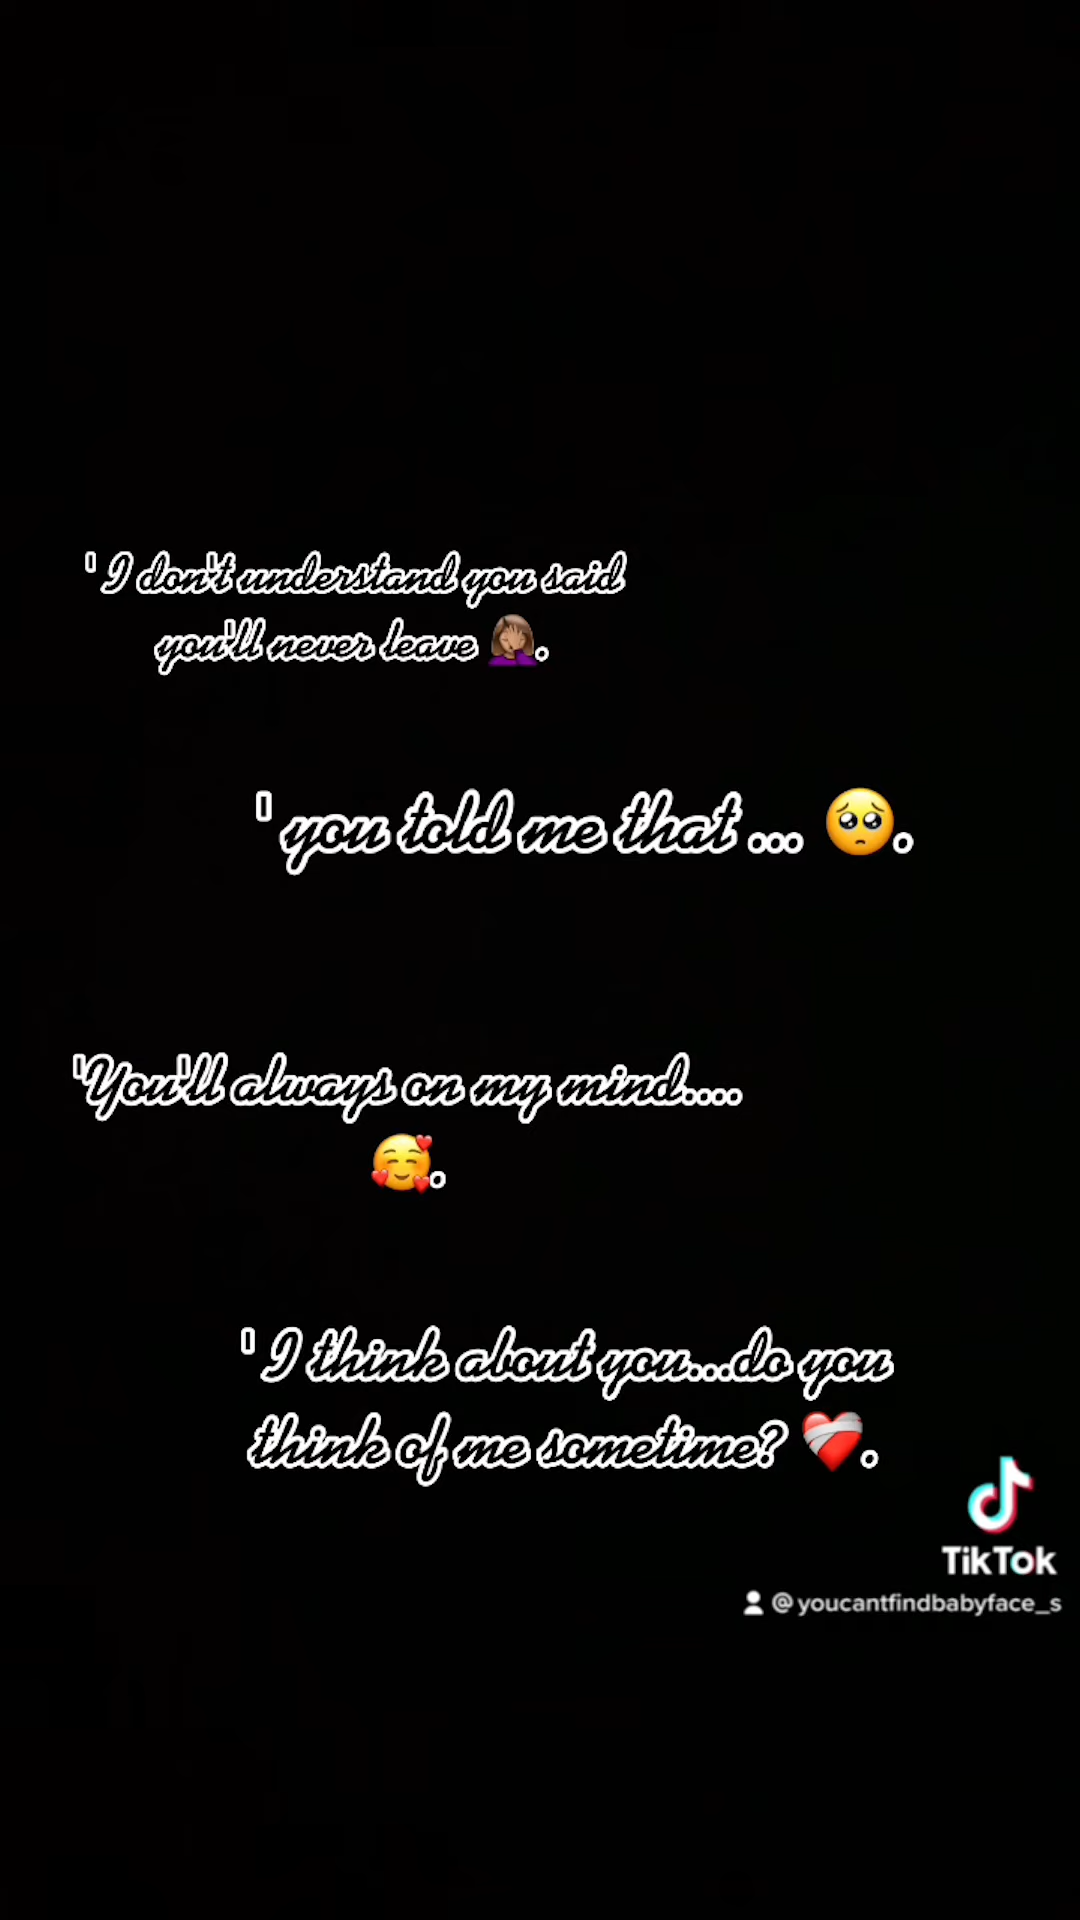 ' I don't understand you said
you'll never leave 🤦🏽‍♀️.
' you told me that ... 🥺.
'You'll always on my mind....
🥰.
' I think about you...do you
think of me sometime? ❤️‍🩹.
TikTok
@youcantfindbabyface_s